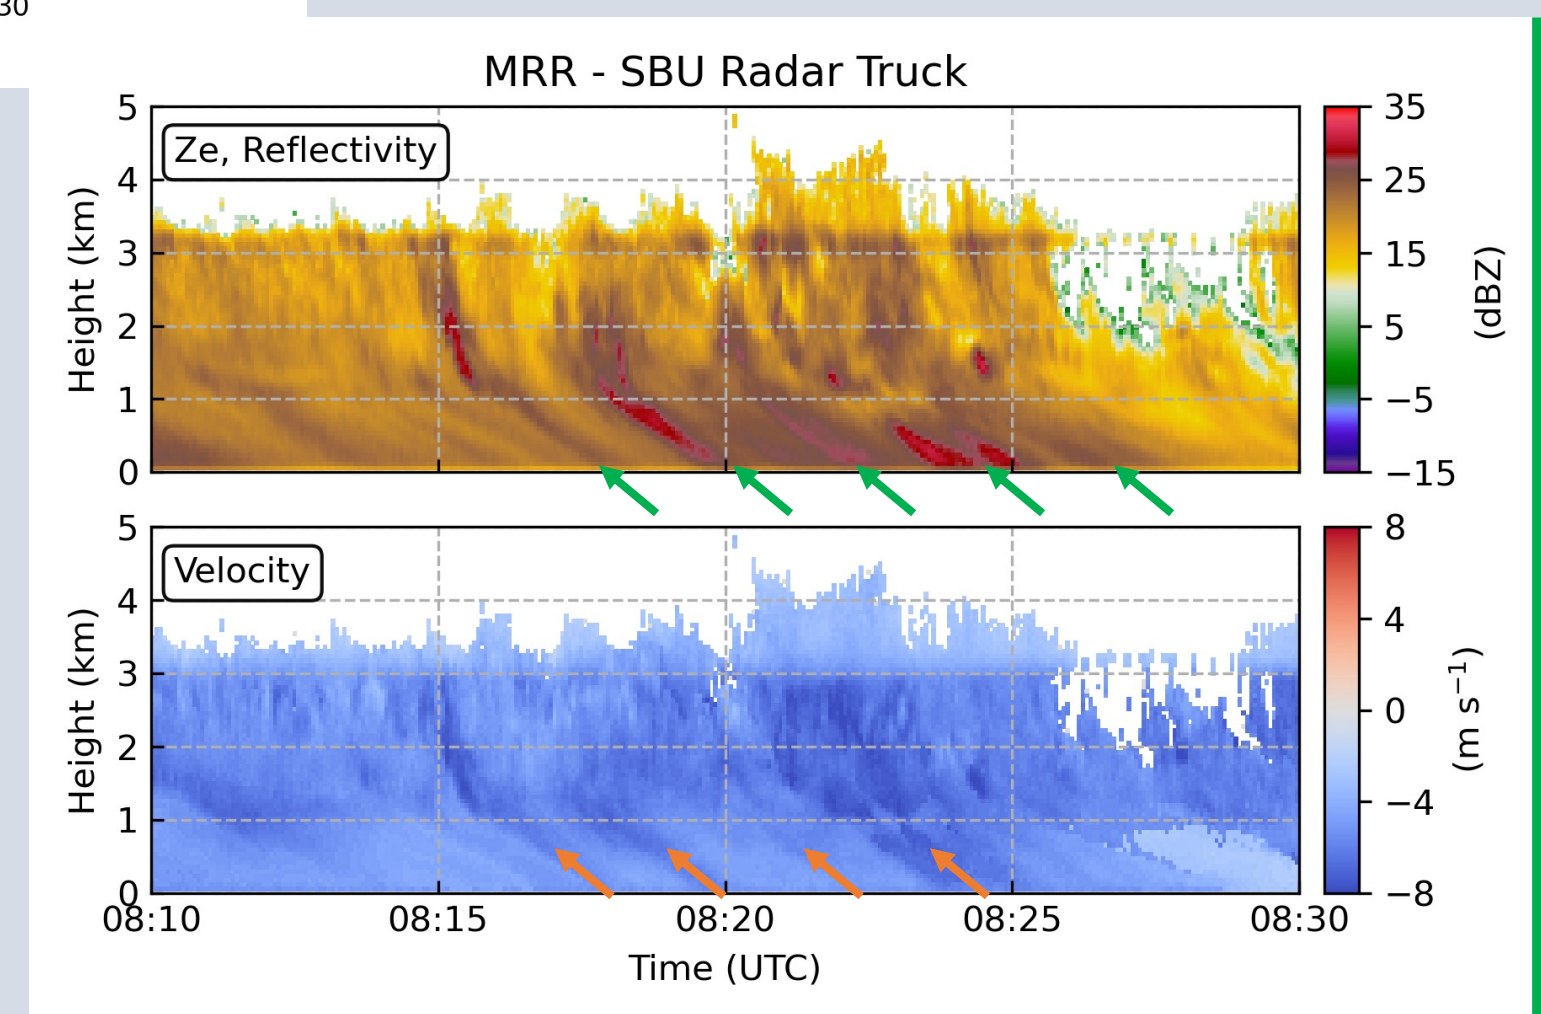 30
MRR - SBU Radar Truck
Ze, Reflectivity
Height (km)
5
4
3
2
1
0
35
25
15
5
−5
−15
(dBZ)
Velocity
Height (km)
5
4
3
2
1
0
8
4
0
−4
−8
(m s⁻¹)
08:10 08:15 08:20 08:25 08:30
Time (UTC)